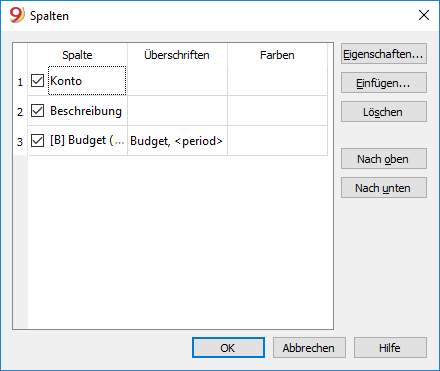 9 Spalten
Spalte Überschriften Farben
1 Konto
2 Beschreibung
3 [B] Budget (... Budget, <period>
Eigenschaften...
Einfügen...
Löschen
Nach oben
Nach unten
OK Abbrechen Hilfe